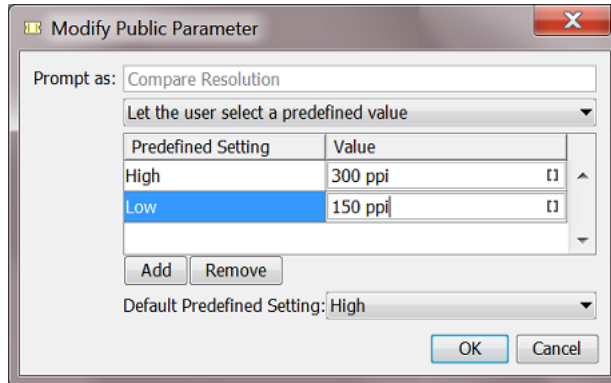 Modify Public Parameter
Prompt as: Compare Resolution
Let the user select a predefined value
Predefined Setting Value
High 300 ppi []
Low 150 ppi []
Add Remove
Default Predefined Setting: High
OK Cancel